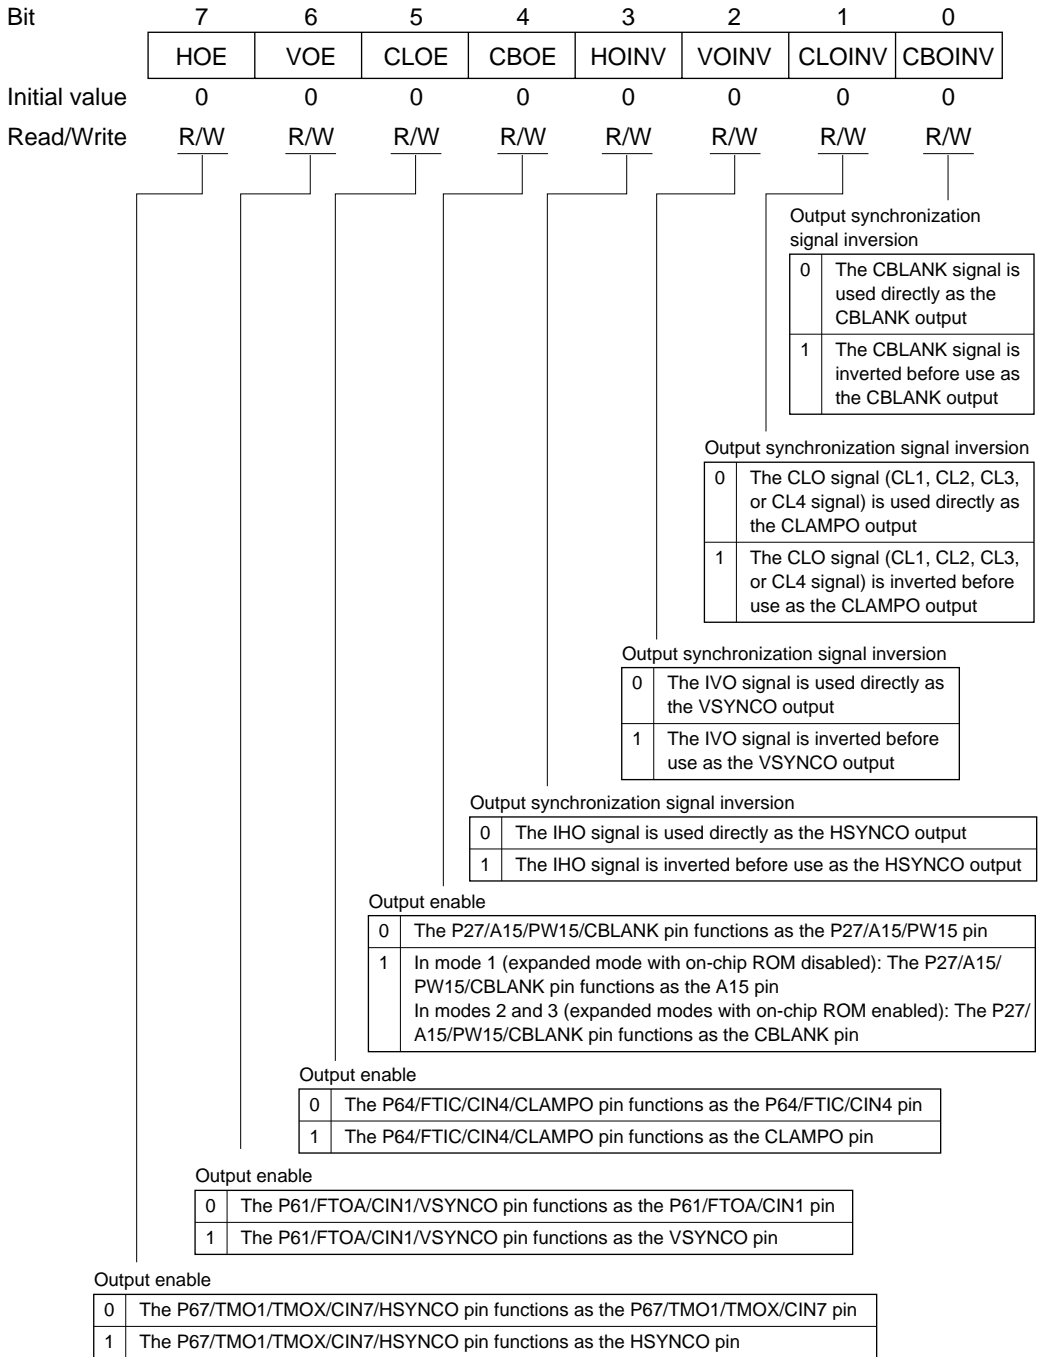 Bit 7 6 5 4 3 2 1 0
HOE VOE CLOE CBOE HOINV VOINV CLOINV CBOINV
Initial value 0 0 0 0 0 0 0 0
Read/Write R/W R/W R/W R/W R/W R/W R/W R/W
Output synchronization
signal inversion
0 The CBLANK signal is
used directly as the
CBLANK output
1 The CBLANK signal is
inverted before use as
the CBLANK output
Output synchronization signal inversion
0 The CLO signal (CL1, CL2, CL3,
or CL4 signal) is used directly as
the CLAMPO output
1 The CLO signal (CL1, CL2, CL3,
or CL4 signal) is inverted before
use as the CLAMPO output
Output synchronization signal inversion
0 The IVO signal is used directly as
the VSYNCO output
1 The IVO signal is inverted before
use as the VSYNCO output
Output synchronization signal inversion
0 The IHO signal is used directly as the HSYNCO output
1 The IHO signal is inverted before use as the HSYNCO output
Output enable
0 The P27/A15/PW15/CBLANK pin functions as the P27/A15/PW15 pin
1 In mode 1 (expanded mode with on-chip ROM disabled): The P27/A15/
PW15/CBLANK pin functions as the A15 pin
In modes 2 and 3 (expanded modes with on-chip ROM enabled): The P27/
A15/PW15/CBLANK pin functions as the CBLANK pin
Output enable
0 The P64/FTIC/CIN4/CLAMPO pin functions as the P64/FTIC/CIN4 pin
1 The P64/FTIC/CIN4/CLAMPO pin functions as the CLAMPO pin
Output enable
0 The P61/FTOA/CIN1/VSYNCO pin functions as the P61/FTOA/CIN1 pin
1 The P61/FTOA/CIN1/VSYNCO pin functions as the VSYNCO pin
Output enable
0 The P67/TMO1/TMOX/CIN7/HSYNCO pin functions as the P67/TMO1/TMOX/CIN7 pin
1 The P67/TMO1/TMOX/CIN7/HSYNCO pin functions as the HSYNCO pin